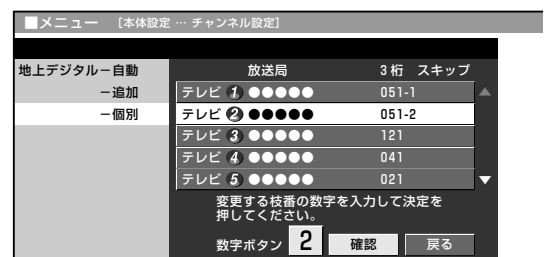 ■メニュー [本体設定 … チャンネル設定]
地上デジタルー自動 放送局 3桁 スキップ
ー追加 テレビ 1 ●●●●● 051-1 ▲
ー個別 テレビ 2 ●●●●● 051-2
テレビ 3 ●●●●● 121
テレビ 4 ●●●●● 041
テレビ 5 ●●●●● 021 ▼
変更する枝番の数字を入力して決定を
押してください。
数字ボタン 2 確認 戻る